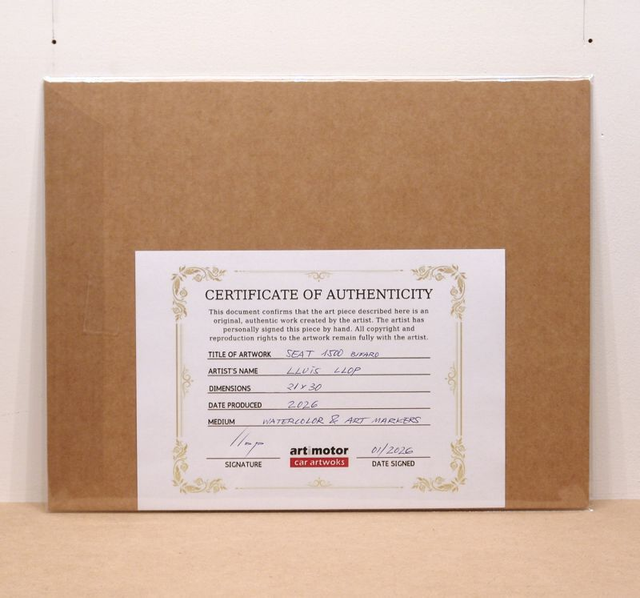 CERTIFICATE OF AUTHENTICITY
This document confirms that the art piece described here is an
original, authentic work created by the artist. The artist has
personally signed this piece by hand. All copyright and
reproduction rights to the artwork remain fully with the artist.
TITLE OF ARTWORK SEAT 1500
ARTIST'S NAME LLUÍS LLOP
DIMENSIONS 21x30
DATE PRODUCED 2026
MEDIUM WATERCOLOR & ART MARKERS
SIGNATURE
art motor
car artwoks
01/2026
DATE SIGNED